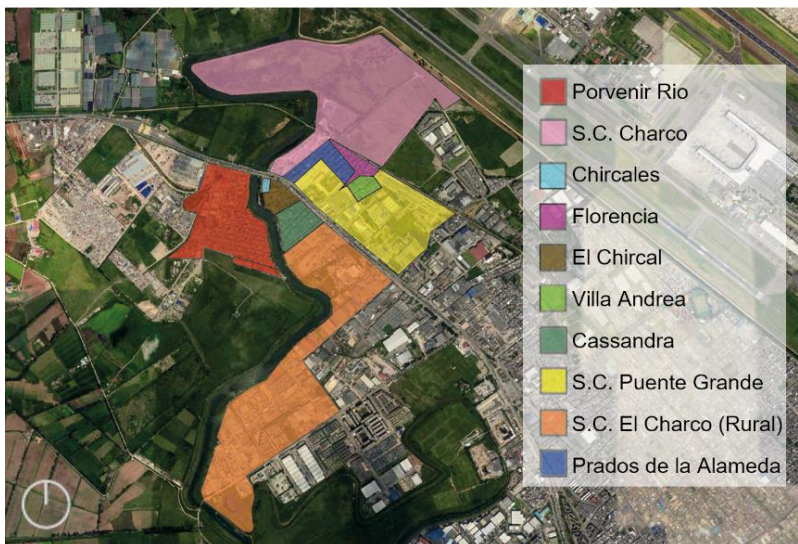 Porvenir Rio
S.C. Charco
Chircales
Florencia
El Chircal
Villa Andrea
Cassandra
S.C. Puente Grande
S.C. El Charco (Rural)
Prados de la Alameda